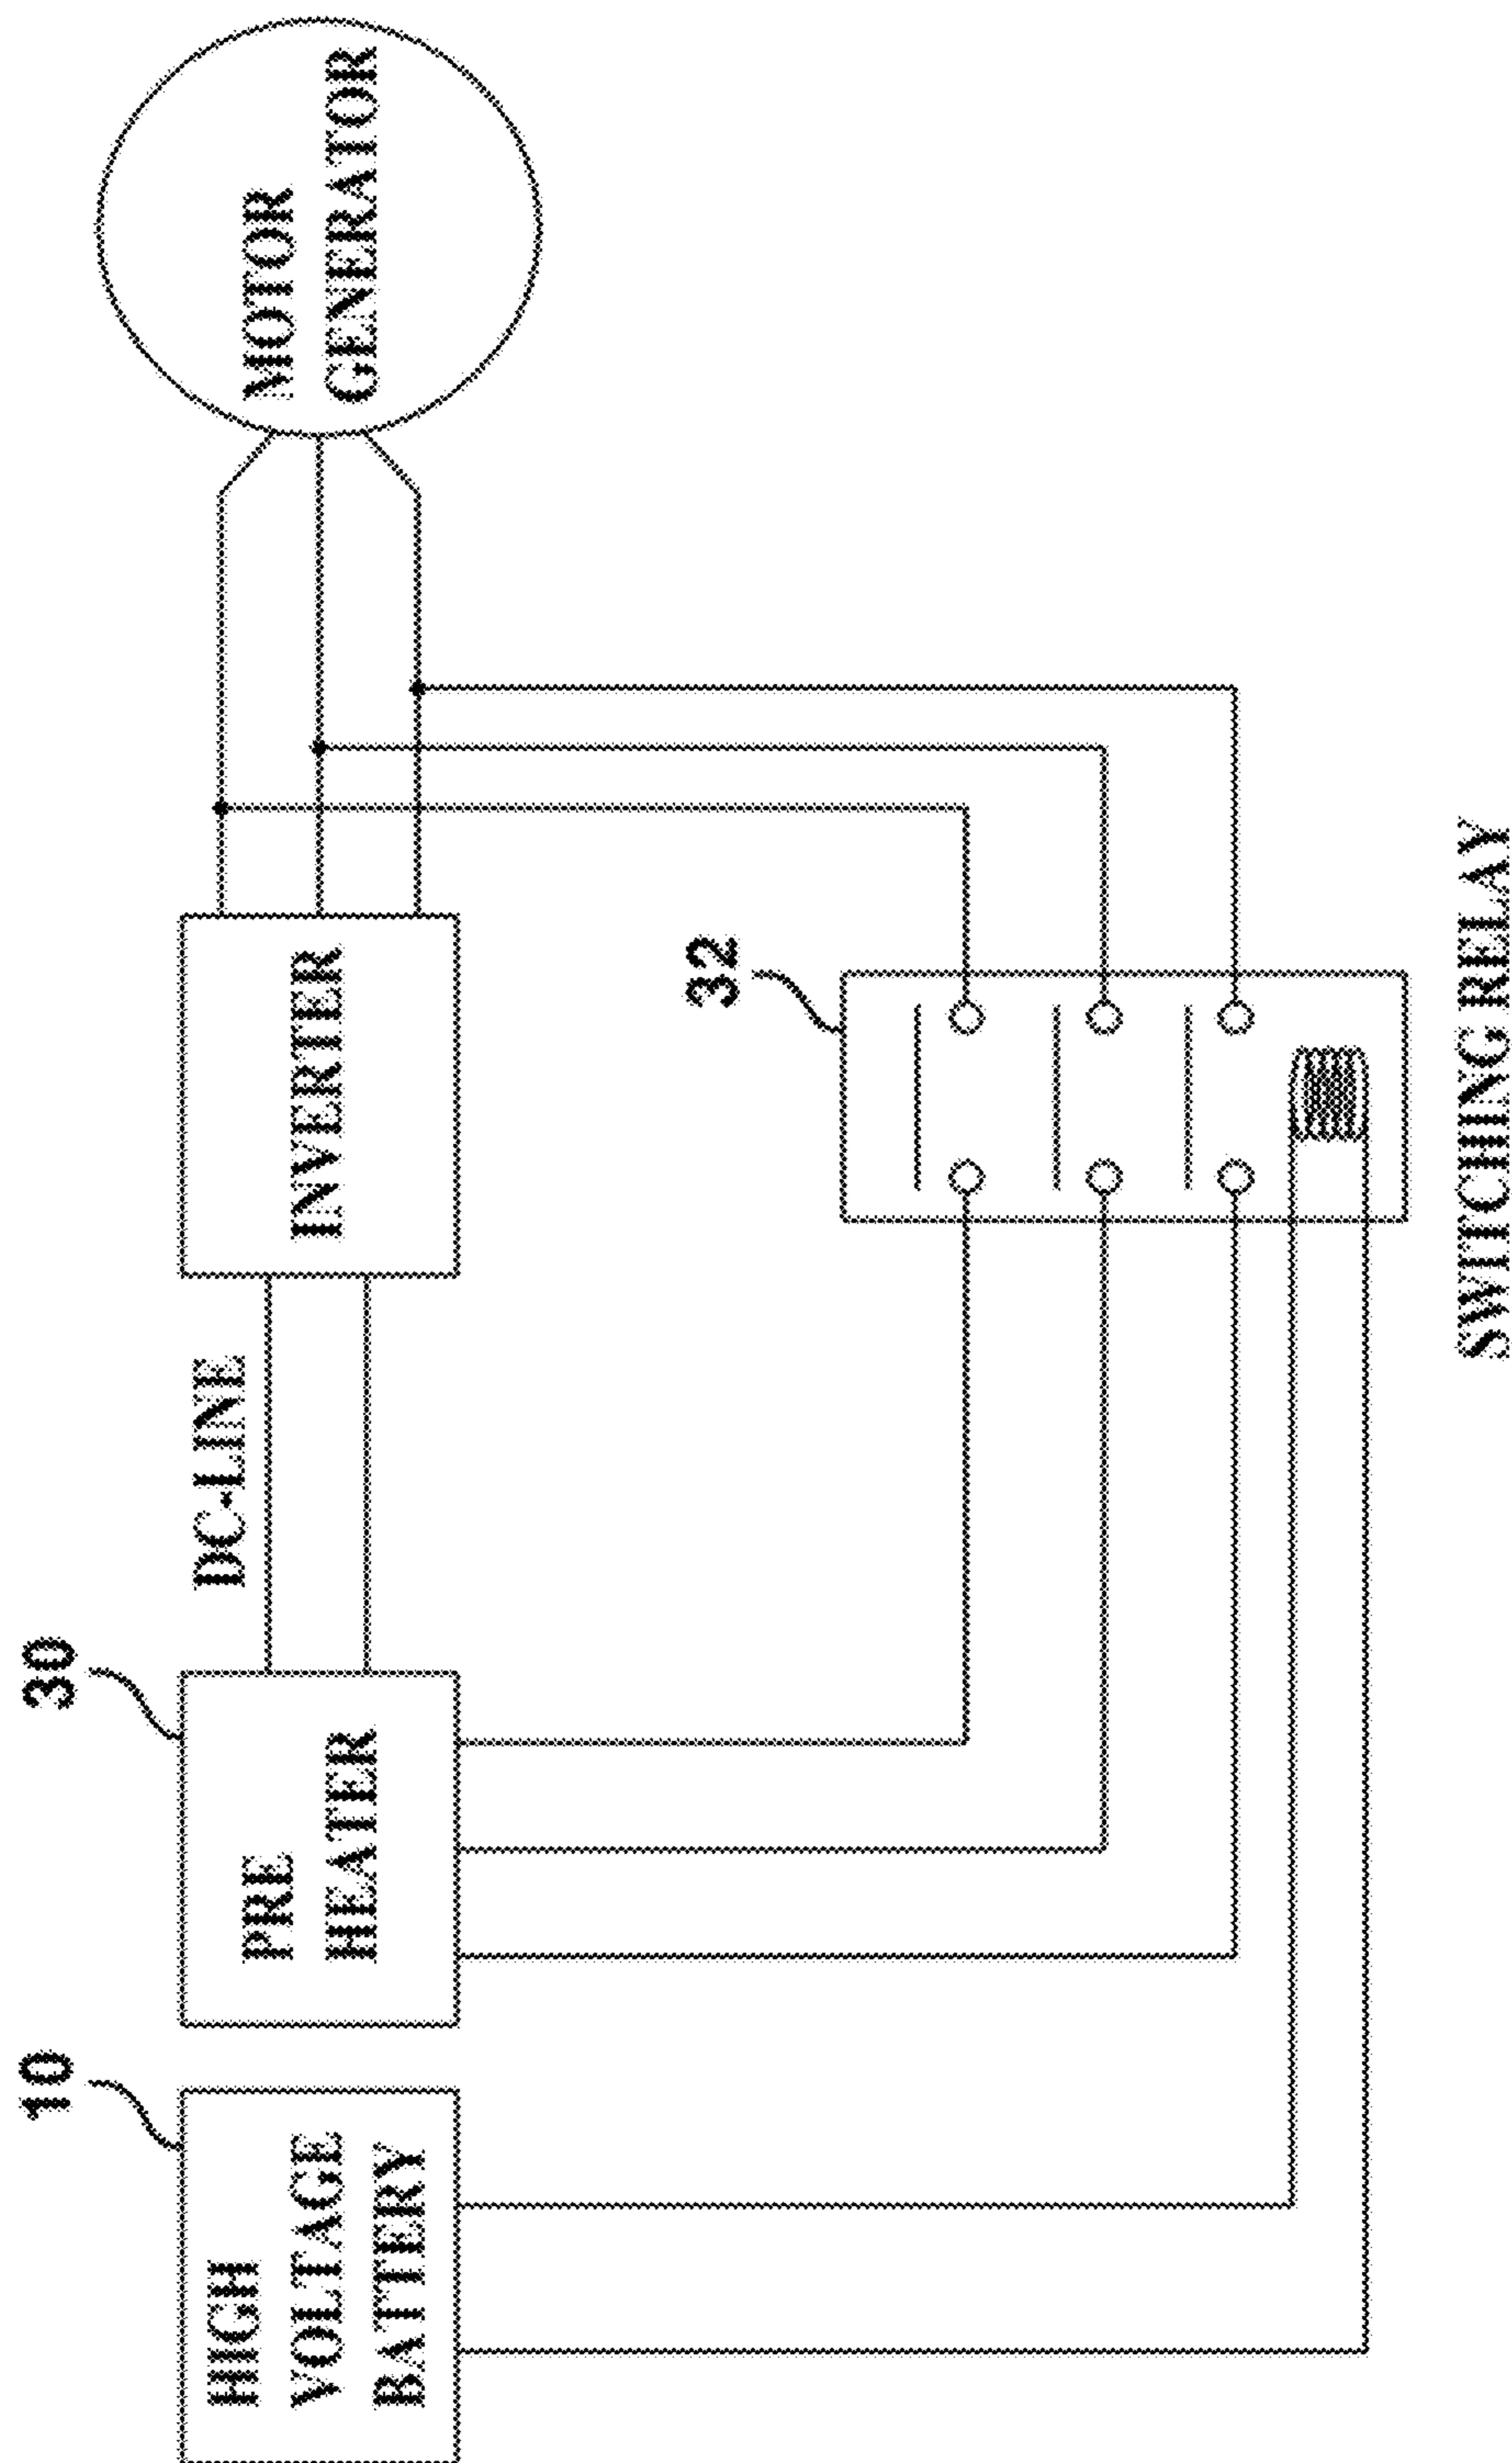 10
HIGH
VOLTAGE
BATTERY
30
PRE
HEATER
DC-LINE
INVERTER
MOTOR
GENERATOR
32
SWITCHING RELAY